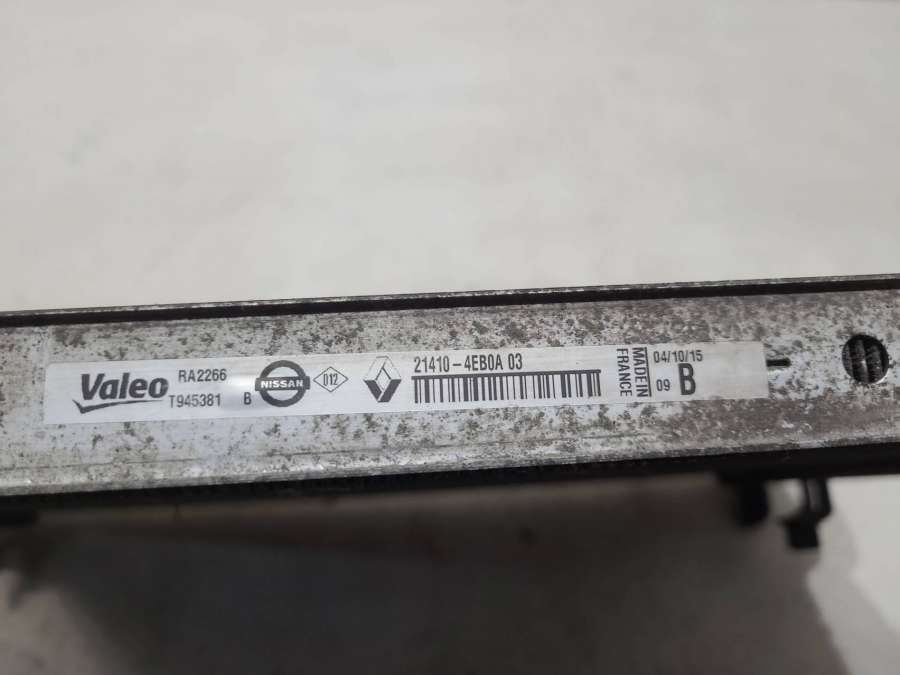 Valeo
RA2266
T945381 B
NISSAN
012
21410-4EB0A 03
MADE IN
FRANCE
04/10/15
09 B